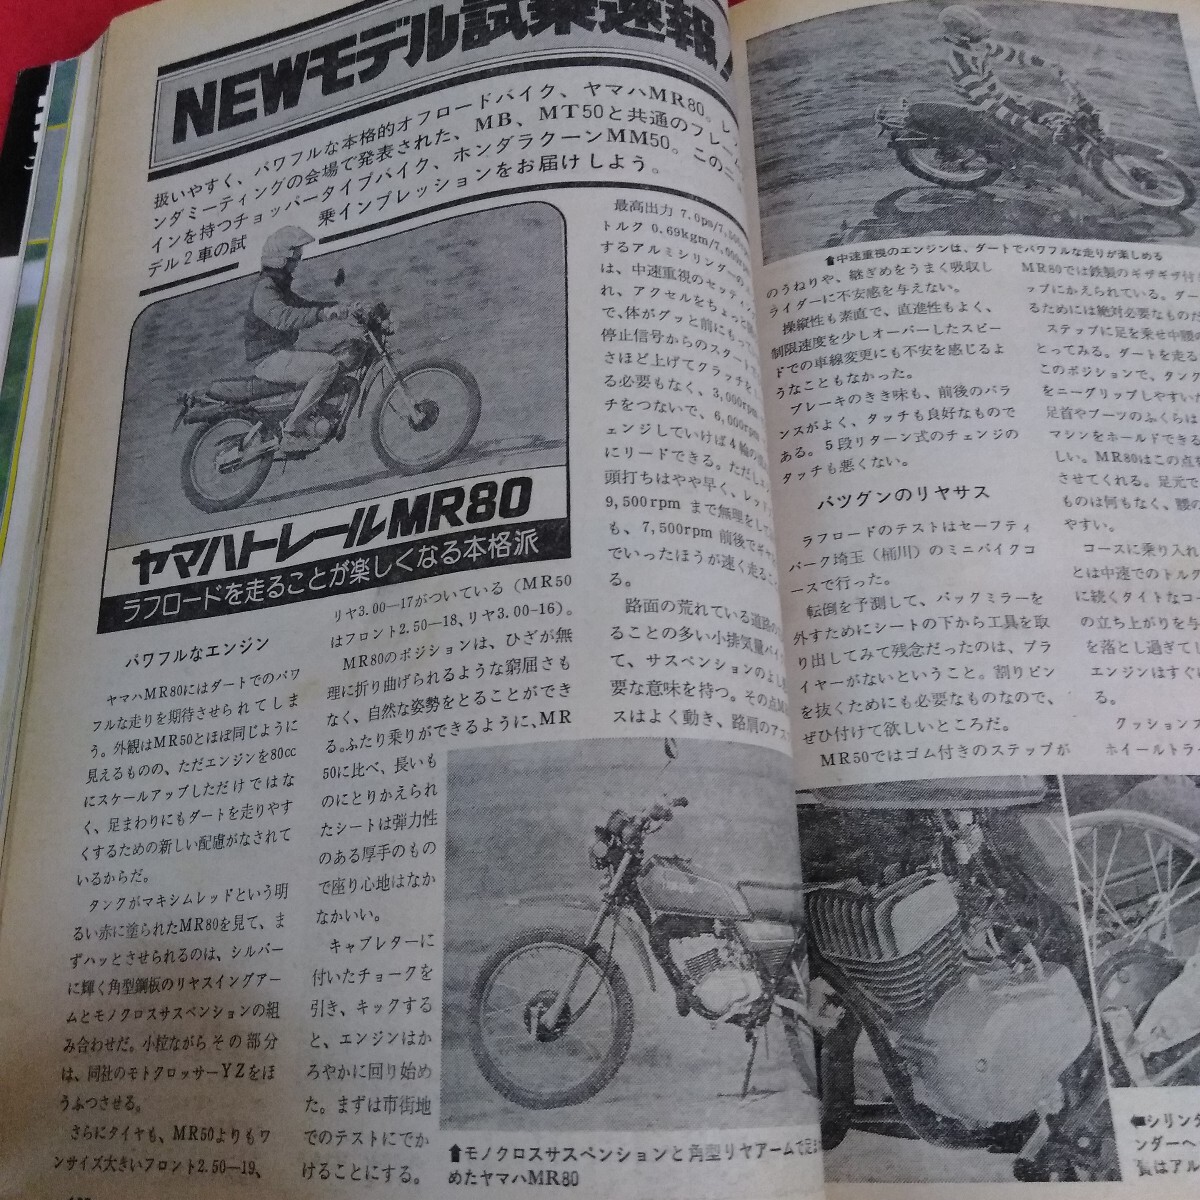 NEWモデル試乗速報
扱いやすく、パワフルな本格的オフロードバイク、ヤマハMR80。レ
ンダミーティングの会場で発表された、MB、MT50と共通のフレーム
インを持つチョッパータイプバイク、ホンダラクーンMM50。このニュ
デル2車の試乗インプレッションをお届けしよう。
ヤマハトレールMR80
ラフロードを走ることが楽しくなる本格派
パワフルなエンジン
ヤマハMR80にはダートでのパワ
フルな走りを期待させられてしま
う。外観はMR50とほぼ同じように
見えるものの、ただエンジンを80cc
にスケールアップしただけではな
く、足まわりにもダートを走りやす
くするための新しい配慮がなされて
いるからだ。
タンクがマキシムレッドという明
るい赤に塗られたMR80を見て、ま
ずハッとさせられるのは、シルバー
に輝く角型鋼板のリヤスイングアー
ムとモノクロスサスペンションの組
み合わせだ。小粒ながらその部分
は、同社のモトクロッサーYZをほ
うふつさせる。
さらにタイヤも、MR50よりもワ
ンサイズ大きいフロント2.50—19、
リヤ3.00—17がついている(MR50
はフロント2.50—18、リヤ3.00-16)。
MR80のポジションは、ひざが無
理に折り曲げられるような窮屈さも
なく、自然な姿勢をとることができ
る。ふたり乗りができるように、MR
50に比べ、長いも
のにとりかえられ
たシートは弾力性
のある厚手のもの
で座り心地はなか
なかいい。
キャブレターに
付いたチョークを
引き、キックする
と、エンジンはか
ろやかに回り始め
た。まずは市街地
でのテストにでか
けることにする。
最高出力 7.0ps/7,500
トルク 0.69kgm/7,000
するアルミシリンダーの
は、中速重視のセッティン
れ、アクセルをちょっと
で、体がグッと前にもって
停止信号からのスタートで
さほど上げてクラッチを
る必要もなく、3,000rpm
チをつないで、6,000rpm
ェンジしていけば4輪の
にリードできる。ただしエン
頭打ちはやや早く、レッド
9,500rpm まで無理をして
も、7,500rpm 前後でギヤ
でいったほうが速く走るこ
る。
路面の荒れている道路の
ることの多い小排気量バイ
て、サスペンションのよし
要な意味を持つ。その点M
スはよく動き、路肩のアス
⬆モノクロスサスペンションと角型リヤアームで足ま
めたヤマハMR80
⬆中速重視のエンジンは、ダートでパワフルな走りが楽しめる
のうねりや、継ぎめをうまく吸収し
ライダーに不安感を与えない。
操縦性も素直で、直進性もよく、
制限速度を少しオーバーしたスピー
ドでの車線変更にも不安を感じるよ
うなこともなかった。
ブレーキのきき味も、前後のバラ
ンスがよく、タッチも良好なもので
ある。5段リターン式のチェンジの
タッチも悪くない。
バツグンのリヤサス
ラフロードのテストはセーフティ
パーク埼玉(桶川)のミニバイクコ
ースで行った。
転倒を予測して、バックミラーを
外すためにシートの下から工具を取
り出してみて残念だったのは、プラ
イヤーがないということ。割りピン
を抜くためにも必要なものなので、
ぜひ付けて欲しいところだ。
MR50ではゴム付きのステップが
MR80では鉄製のギザギザ付
ップにかえられている。ダー
るためには絶対必要なものだ
ステップに足を乗せ中腰の
とってみる。ダートを走る
このポジションで、タンク
をニーグリップしやすい
足首やブーツのふくらは
マシンをホールドできる
しい。MR80はこの点
させてくれる。足元で
ものは何もなく、腰
やすい。
コースに乗り入れ
とは中速でのトルク
に続くタイトなコー
の立ち上がりを
を落とし過ぎてし
エンジンはすぐ
る。
クッションス
ホイールトラ
シリンダ
ンダーヘ
質はアル